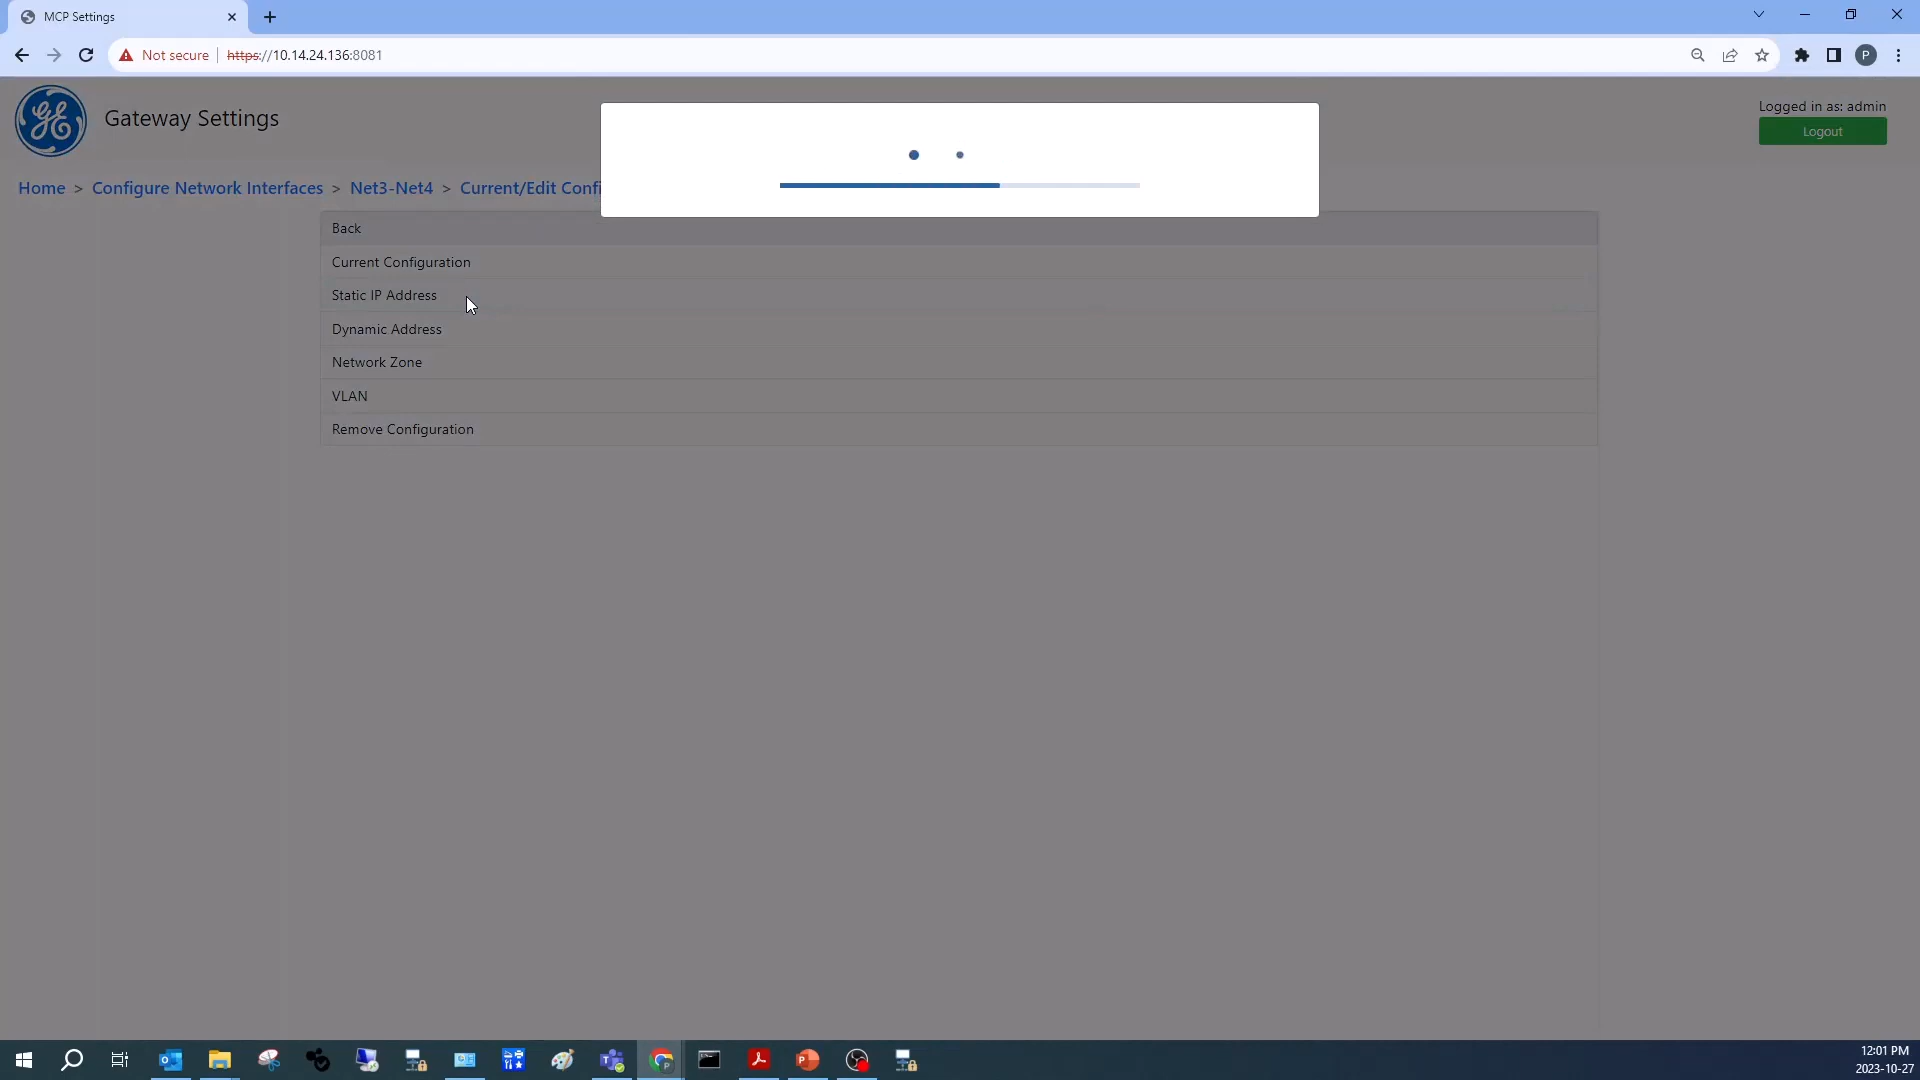 MCP Settings
Not secure https://10.14.24.136:8081
P
GE
Gateway Settings
Logged in as: admin
Logout
Home > Configure Network Interfaces > Net3-Net4 > Current/Edit Confi
Back
Current Configuration
Static IP Address
Dynamic Address
Network Zone
VLAN
Remove Configuration
12:01 PM
2023-10-27